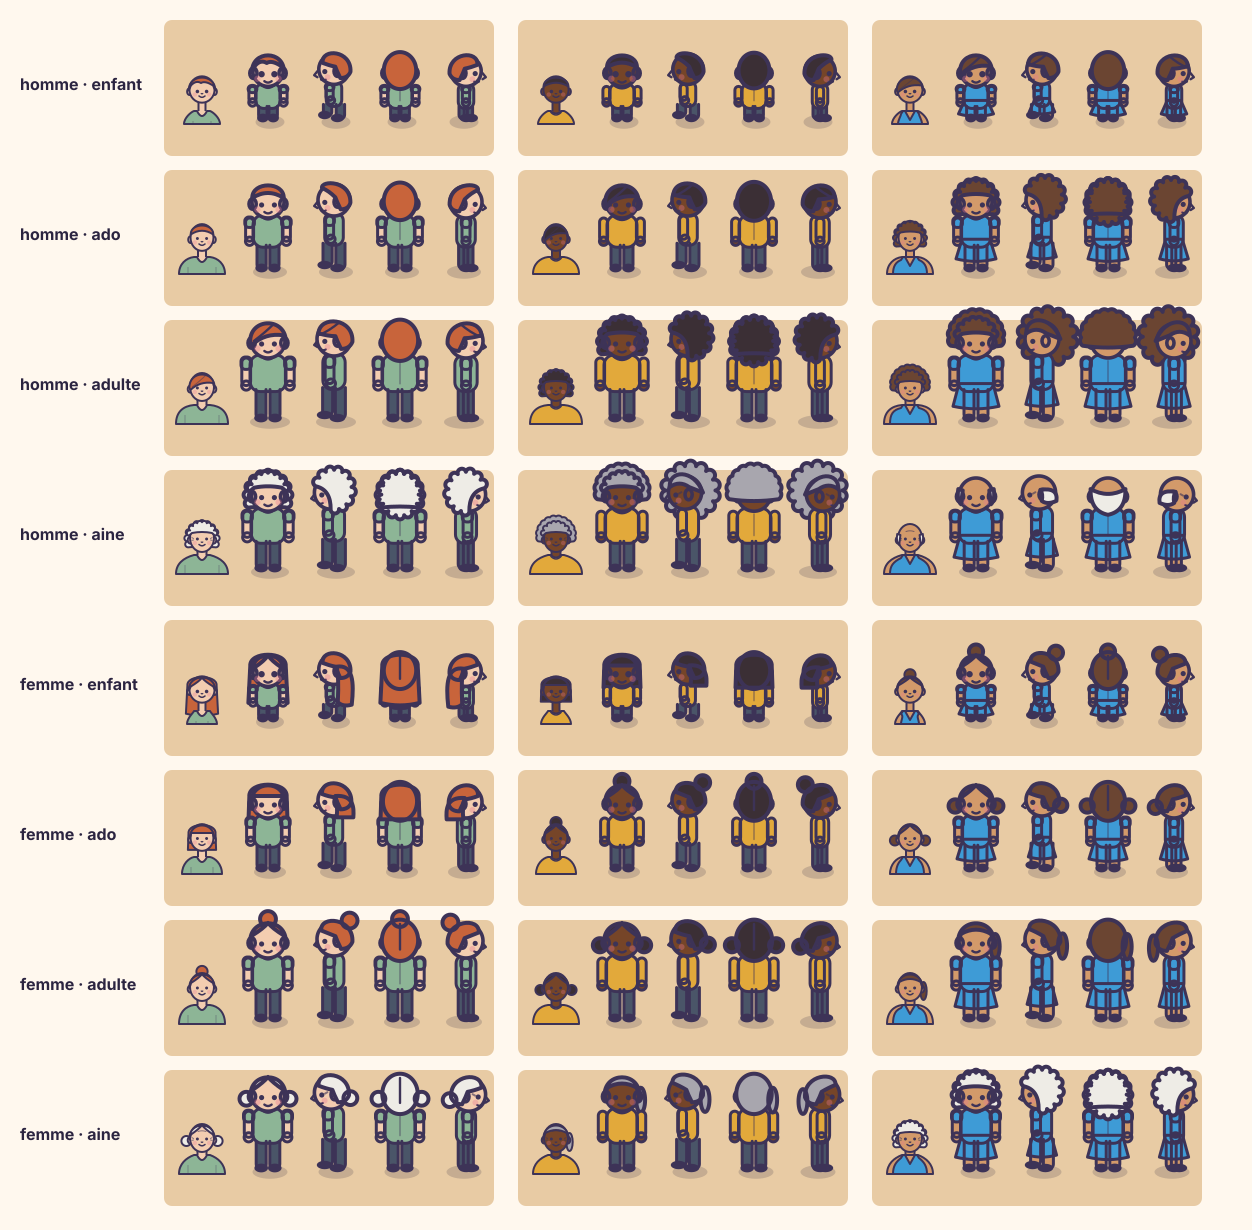 homme · enfant
homme · ado
homme · adulte
homme · aine
femme · enfant
femme · ado
femme · adulte
femme · aine